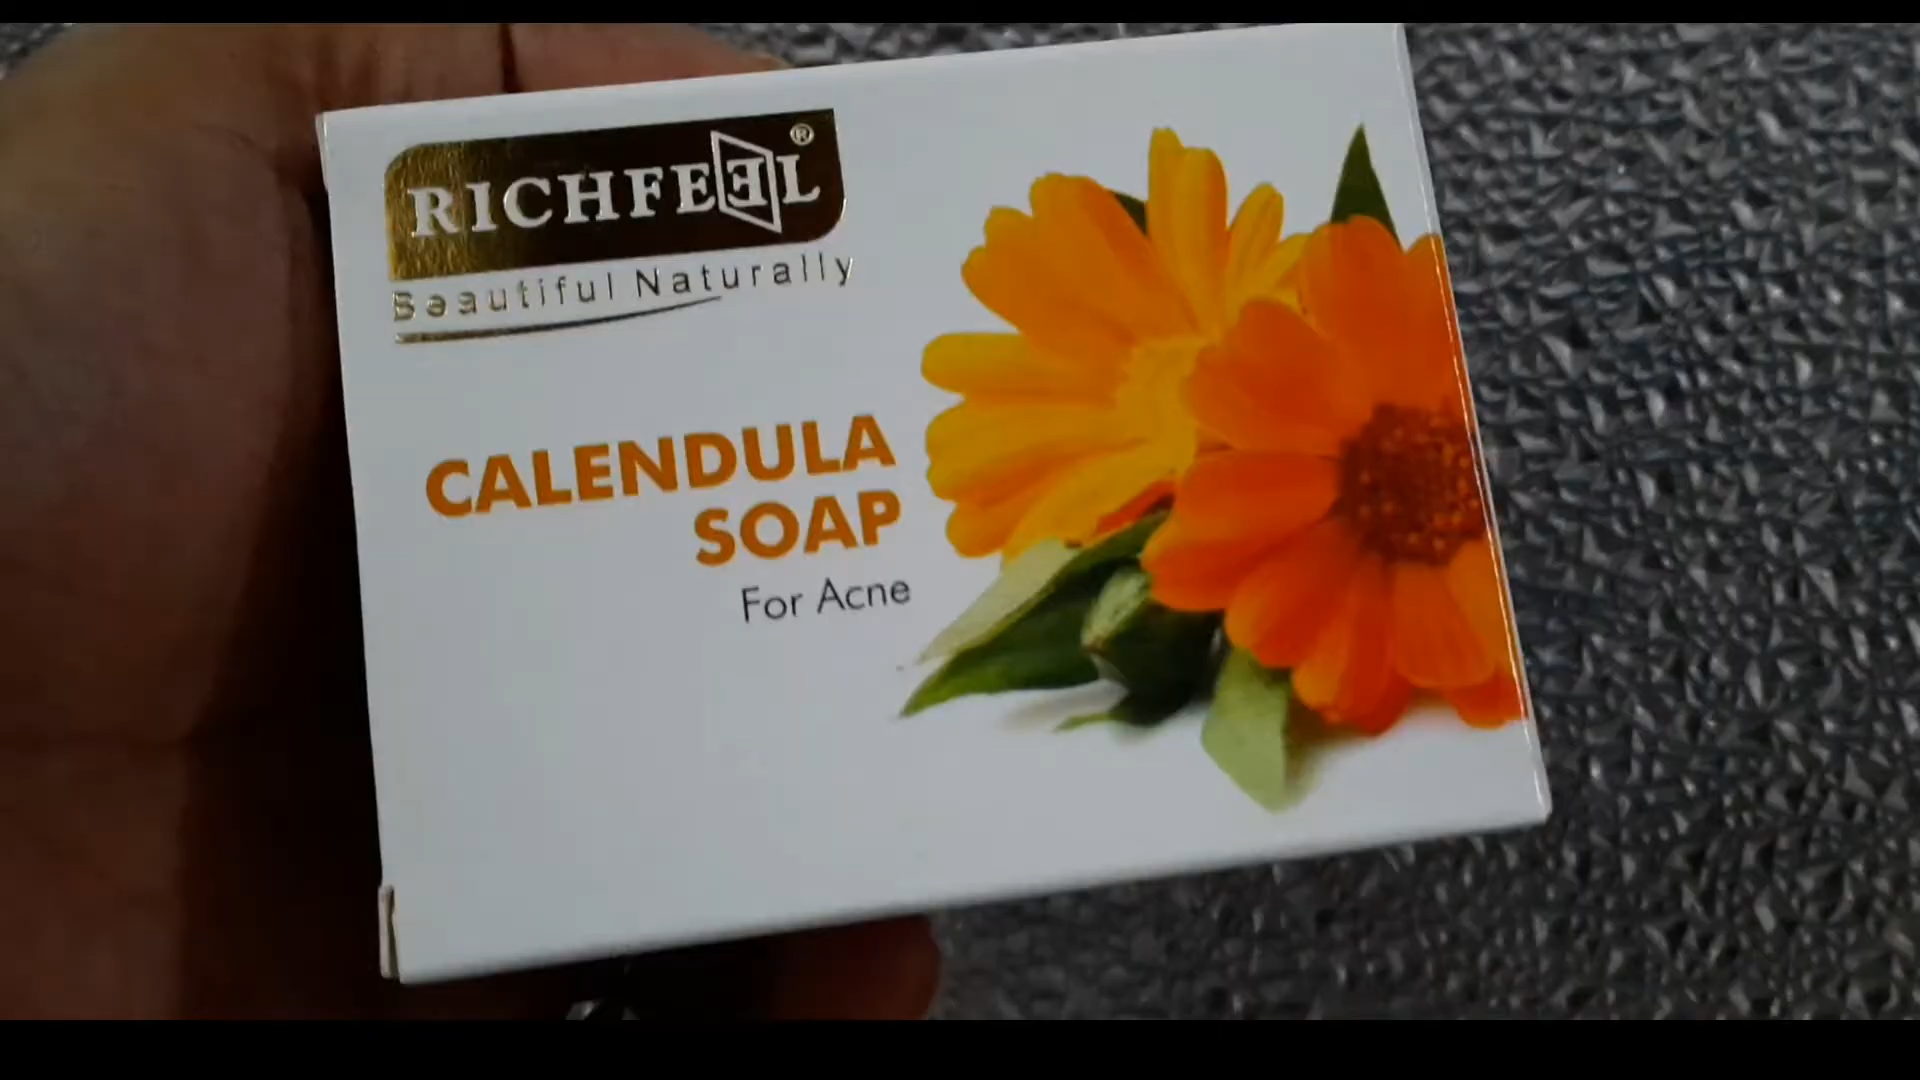 RICHFEEL®
Beautiful Naturally
CALENDULA
SOAP
For Acne